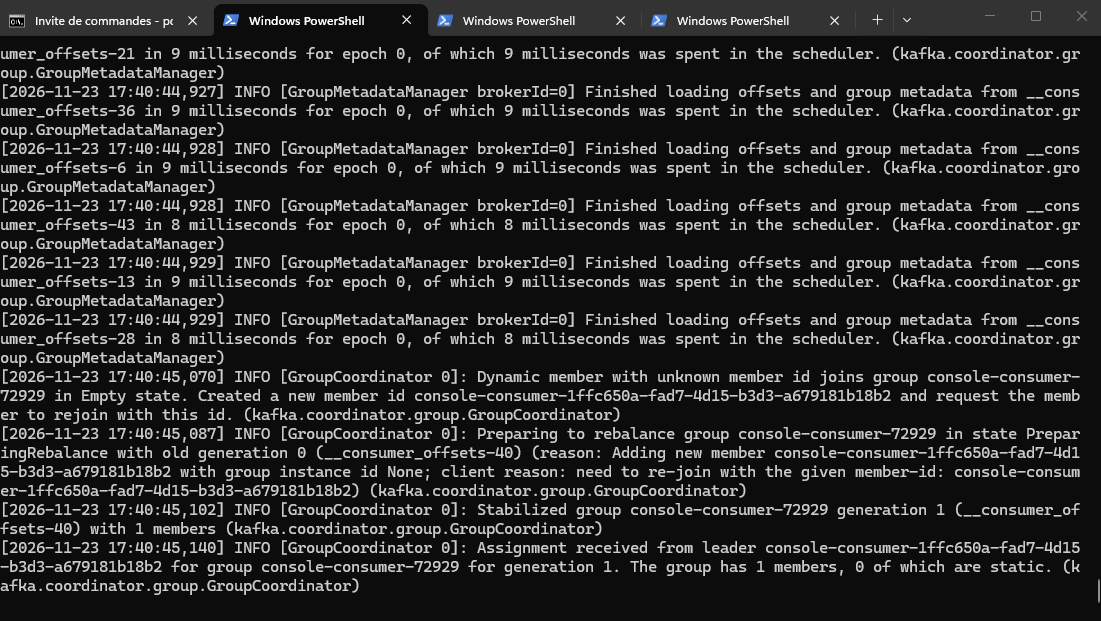 Invite de commandes - pc
Windows PowerShell
Windows PowerShell
Windows PowerShell
umer_offsets-21 in 9 milliseconds for epoch 0, of which 9 milliseconds was spent in the scheduler. (kafka.coordinator.gr
oup.GroupMetadataManager)
[2026-11-23 17:40:44,927] INFO [GroupMetadataManager brokerId=0] Finished loading offsets and group metadata from __cons
umer_offsets-36 in 9 milliseconds for epoch 0, of which 9 milliseconds was spent in the scheduler. (kafka.coordinator.gr
oup.GroupMetadataManager)
[2026-11-23 17:40:44,928] INFO [GroupMetadataManager brokerId=0] Finished loading offsets and group metadata from __cons
umer_offsets-6 in 9 milliseconds for epoch 0, of which 9 milliseconds was spent in the scheduler. (kafka.coordinator.gro
up.GroupMetadataManager)
[2026-11-23 17:40:44,928] INFO [GroupMetadataManager brokerId=0] Finished loading offsets and group metadata from __cons
umer_offsets-43 in 8 milliseconds for epoch 0, of which 8 milliseconds was spent in the scheduler. (kafka.coordinator.gr
oup.GroupMetadataManager)
[2026-11-23 17:40:44,929] INFO [GroupMetadataManager brokerId=0] Finished loading offsets and group metadata from __cons
umer_offsets-13 in 9 milliseconds for epoch 0, of which 9 milliseconds was spent in the scheduler. (kafka.coordinator.gr
oup.GroupMetadataManager)
[2026-11-23 17:40:44,929] INFO [GroupMetadataManager brokerId=0] Finished loading offsets and group metadata from __cons
umer_offsets-28 in 8 milliseconds for epoch 0, of which 8 milliseconds was spent in the scheduler. (kafka.coordinator.gr
oup.GroupMetadataManager)
[2026-11-23 17:40:45,070] INFO [GroupCoordinator 0]: Dynamic member with unknown member id joins group console-consumer-
72929 in Empty state. Created a new member id console-consumer-1ffc650a-fad7-4d15-b3d3-a679181b18b2 and request the memb
er to rejoin with this id. (kafka.coordinator.group.GroupCoordinator)
[2026-11-23 17:40:45,087] INFO [GroupCoordinator 0]: Preparing to rebalance group console-consumer-72929 in state Prepar
ingRebalance with old generation 0 (__consumer_offsets-40) (reason: Adding new member console-consumer-1ffc650a-fad7-4d1
5-b3d3-a679181b18b2 with group instance id None; client reason: need to re-join with the given member-id: console-consum
er-1ffc650a-fad7-4d15-b3d3-a679181b18b2) (kafka.coordinator.group.GroupCoordinator)
[2026-11-23 17:40:45,102] INFO [GroupCoordinator 0]: Stabilized group console-consumer-72929 generation 1 (__consumer_of
fsets-40) with 1 members (kafka.coordinator.group.GroupCoordinator)
[2026-11-23 17:40:45,140] INFO [GroupCoordinator 0]: Assignment received from leader console-consumer-1ffc650a-fad7-4d15
-b3d3-a679181b18b2 for group console-consumer-72929 for generation 1. The group has 1 members, 0 of which are static. (k
afka.coordinator.group.GroupCoordinator)